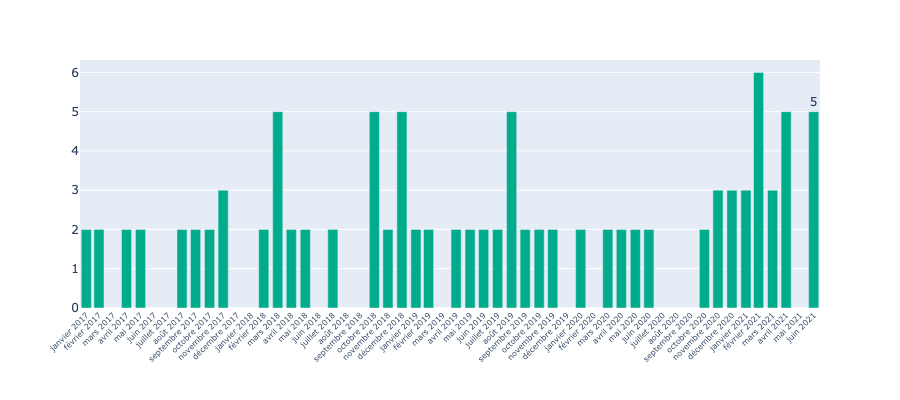 6
5
4
3
2
1
0
5
janvier 2017
février 2017
mars 2017
avril 2017
mai 2017
juin 2017
juillet 2017
août 2017
septembre 2017
octobre 2017
novembre 2017
décembre 2017
janvier 2018
février 2018
mars 2018
avril 2018
mai 2018
juin 2018
juillet 2018
août 2018
septembre 2018
octobre 2018
novembre 2018
décembre 2018
janvier 2019
février 2019
mars 2019
avril 2019
mai 2019
juin 2019
juillet 2019
août 2019
septembre 2019
octobre 2019
novembre 2019
décembre 2019
janvier 2020
février 2020
mars 2020
avril 2020
mai 2020
juin 2020
juillet 2020
août 2020
septembre 2020
octobre 2020
novembre 2020
décembre 2020
janvier 2021
février 2021
mars 2021
avril 2021
mai 2021
juin 2021